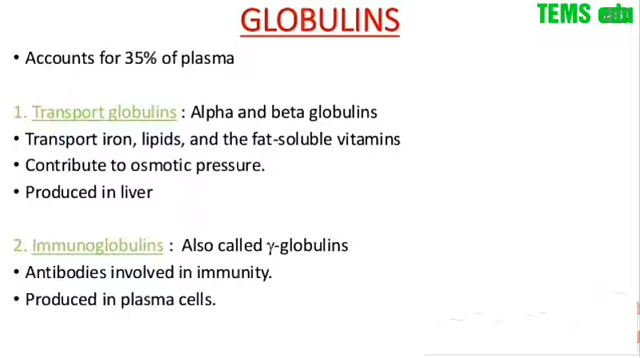 GLOBULINS
TEMS edu
• Accounts for 35% of plasma
1. Transport globulins : Alpha and beta globulins
• Transport iron, lipids, and the fat-soluble vitamins
• Contribute to osmotic pressure.
• Produced in liver
2. Immunoglobulins : Also called γ-globulins
• Antibodies involved in immunity.
• Produced in plasma cells.